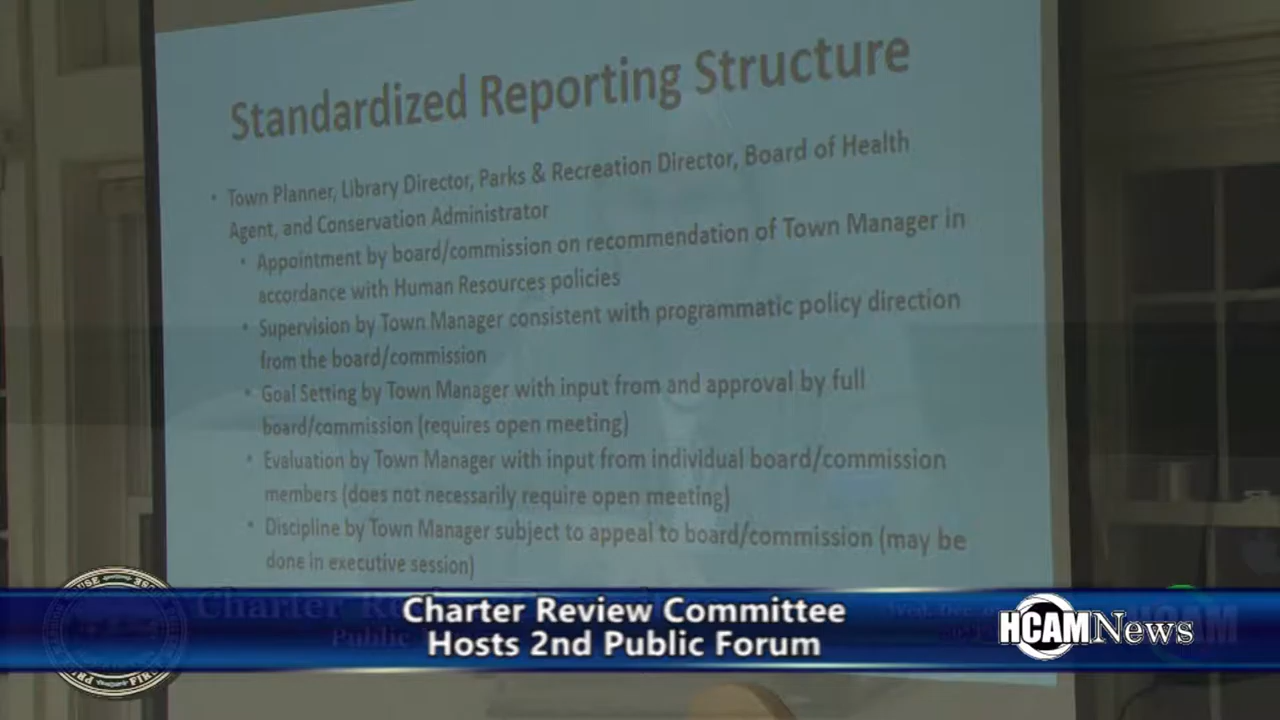 Standardized Reporting Structure
• Town Planner, Library Director, Parks & Recreation Director, Board of Health
Agent, and Conservation Administrator
• Appointment by board/commission on recommendation of Town Manager in
accordance with Human Resources policies
• Supervision by Town Manager consistent with programmatic policy direction
from the board/commission
• Goal Setting by Town Manager with input from and approval by full
board/commission (requires open meeting)
• Evaluation by Town Manager with input from individual board/commission
members (does not necessarily require open meeting)
• Discipline by Town Manager subject to appeal to board/commission (may be
done in executive session)
Charter
Public
Charter Review Committee
Hosts 2nd Public Forum
HCAMNews